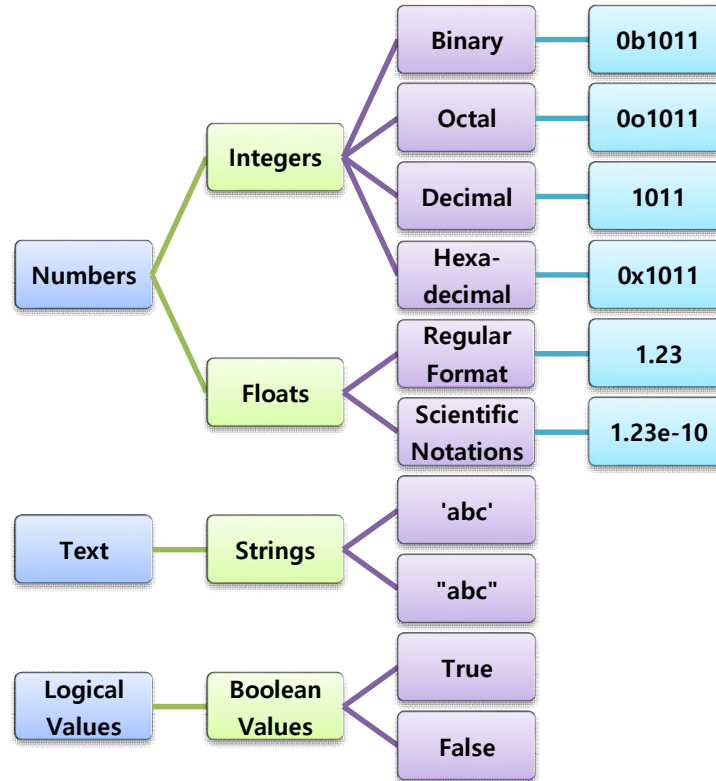 Numbers
Integers
Binary
0b1011
Octal
0o1011
Decimal
1011
Hexa-
decimal
0x1011
Floats
Regular
Format
1.23
Scientific
Notations
1.23e-10
Text
Strings
'abc'
"abc"
Logical
Values
Boolean
Values
True
False